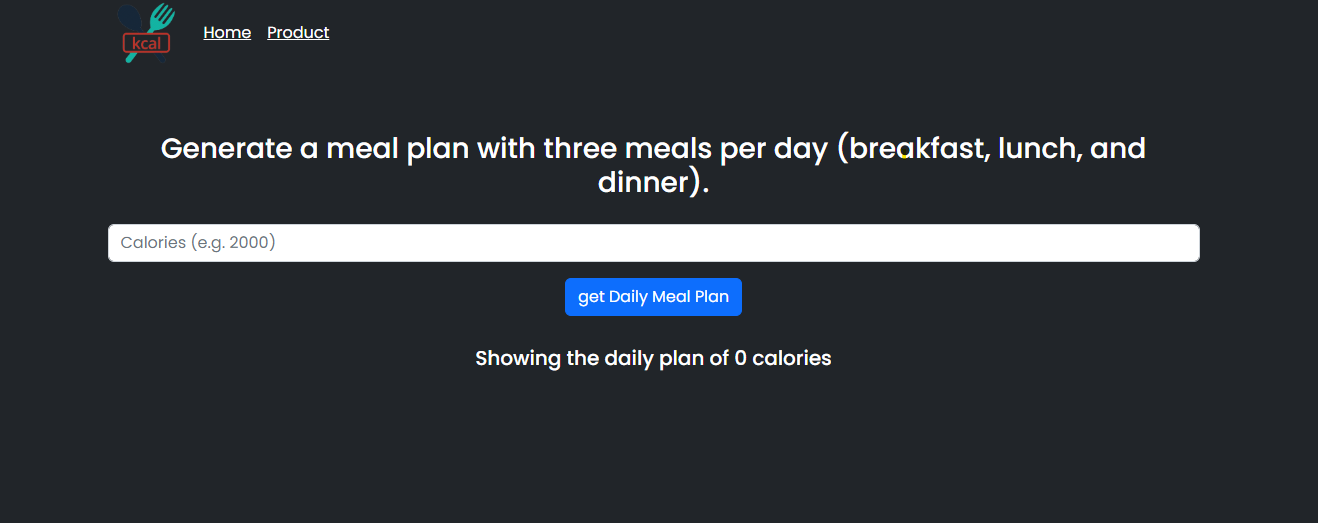 kcal
Home Product
Generate a meal plan with three meals per day (breakfast, lunch, and
dinner).
Calories (e.g. 2000)
get Daily Meal Plan
Showing the daily plan of 0 calories